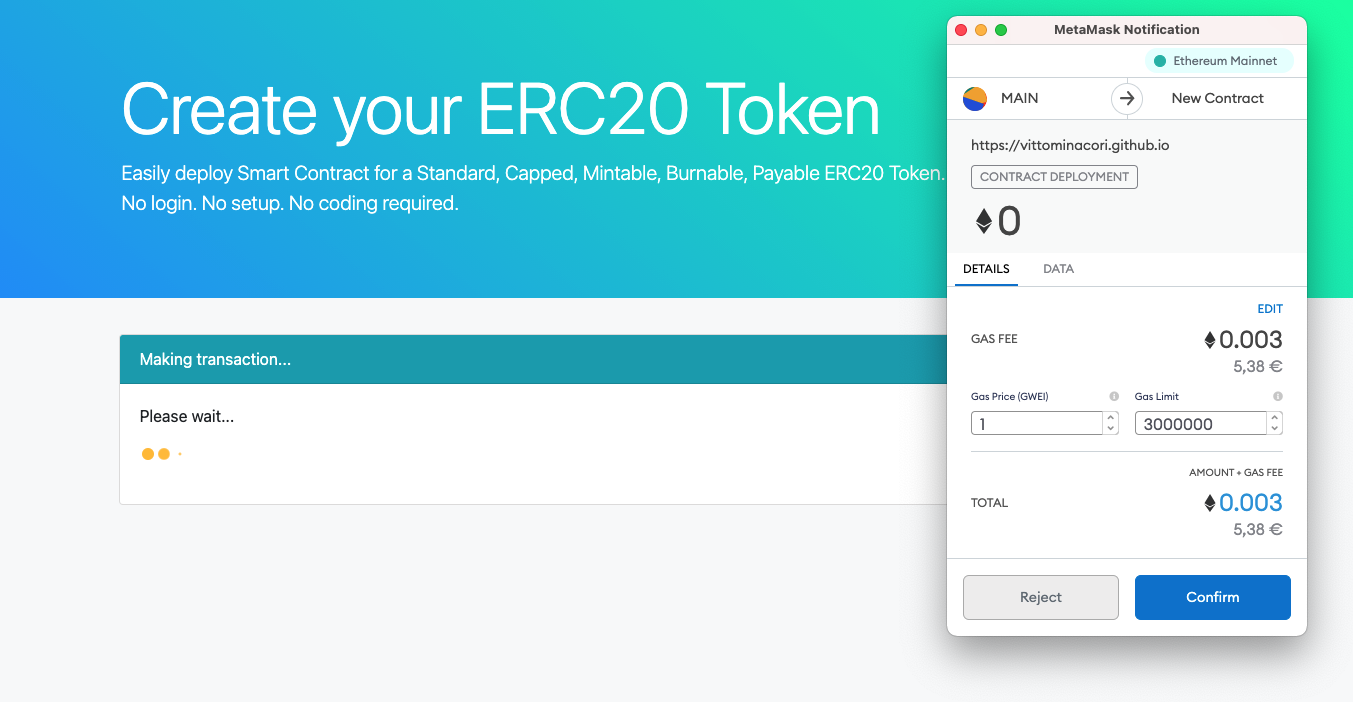 Create your ERC20 Token
Easily deploy Smart Contract for a Standard, Capped, Mintable, Burnable, Payable ERC20 Token.
No login. No setup. No coding required.
Making transaction...
Please wait...
MetaMask Notification
Ethereum Mainnet
MAIN New Contract
https://vittominacori.github.io
CONTRACT DEPLOYMENT
0
DETAILS DATA
EDIT
GAS FEE 0.003
5,38 €
Gas Price (GWEI) Gas Limit
1 3000000
AMOUNT + GAS FEE
TOTAL 0.003
5,38 €
Reject Confirm